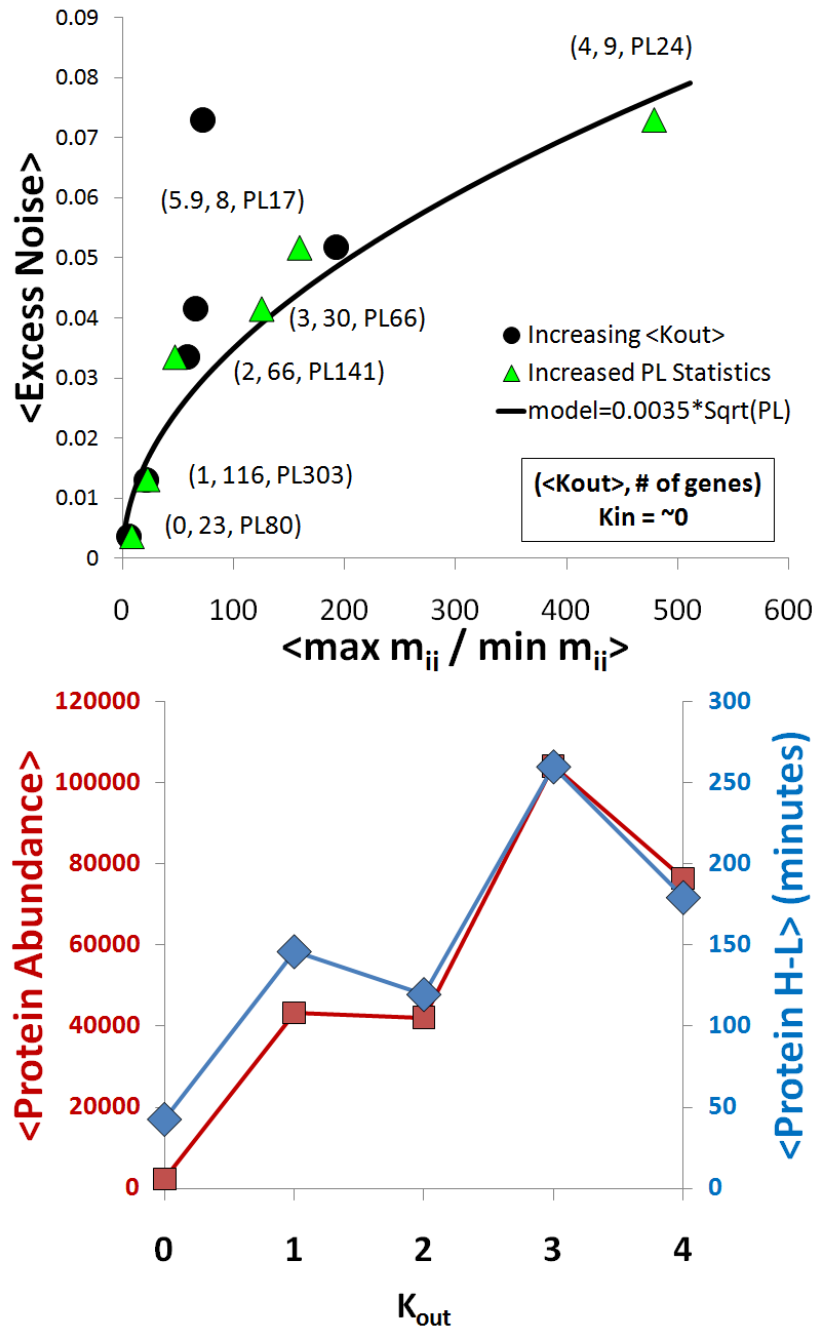 0.09
0.08
0.07
0.06
0.05
0.04
0.03
0.02
0.01
0
<Excess Noise>
(4, 9, PL24)
(5.9, 8, PL17)
(3, 30, PL66)
(2, 66, PL141)
(1, 116, PL303)
(0, 23, PL80)
Increasing <Kout>
Increased PL Statistics
model=0.0035*Sqrt(PL)
(<Kout>, # of genes)
Kin = ~0
0 100 200 300 400 500 600
<max mii / min mii>
120000
100000
80000
60000
40000
20000
0
<Protein Abundance>
300
250
200
150
100
50
0
<Protein H-L> (minutes)
0 1 2 3 4
Kout